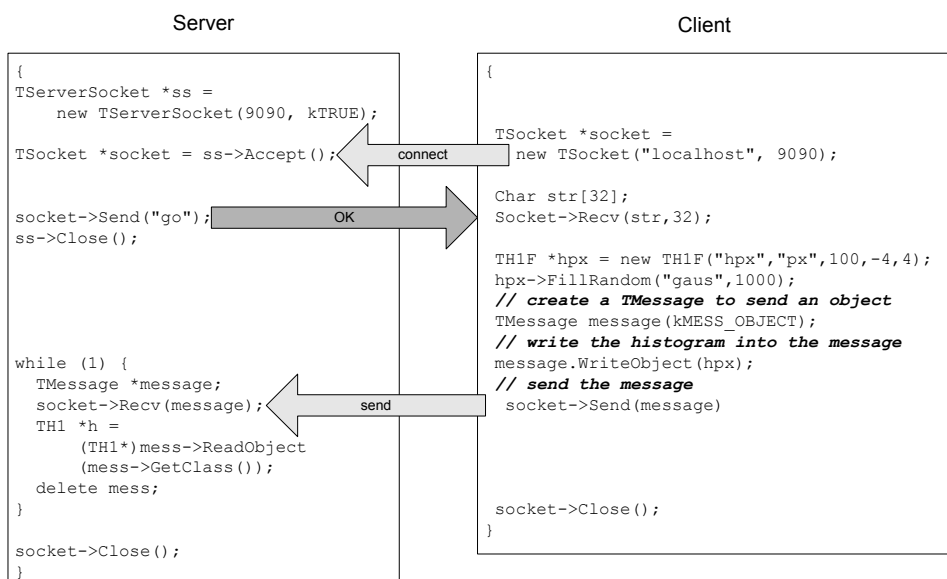 Server
{
TServerSocket *ss =
new TServerSocket(9090, kTRUE);
TSocket *socket = ss->Accept();
socket->Send("go");
ss->Close();
while (1) {
TMessage *message;
socket->Recv(message);
TH1 *h =
(TH1*)mess->ReadObject
(mess->GetClass());
delete mess;
}
socket->Close();
}
connect
OK
send
Client
{
TSocket *socket =
new TSocket("localhost", 9090);
Char str[32];
Socket->Recv(str,32);
TH1F *hpx = new TH1F("hpx","px",100,-4,4);
hpx->FillRandom("gaus",1000);
// create a TMessage to send an object
TMessage message(kMESS_OBJECT);
// write the histogram into the message
message.WriteObject(hpx);
// send the message
socket->Send(message)
socket->Close();
}